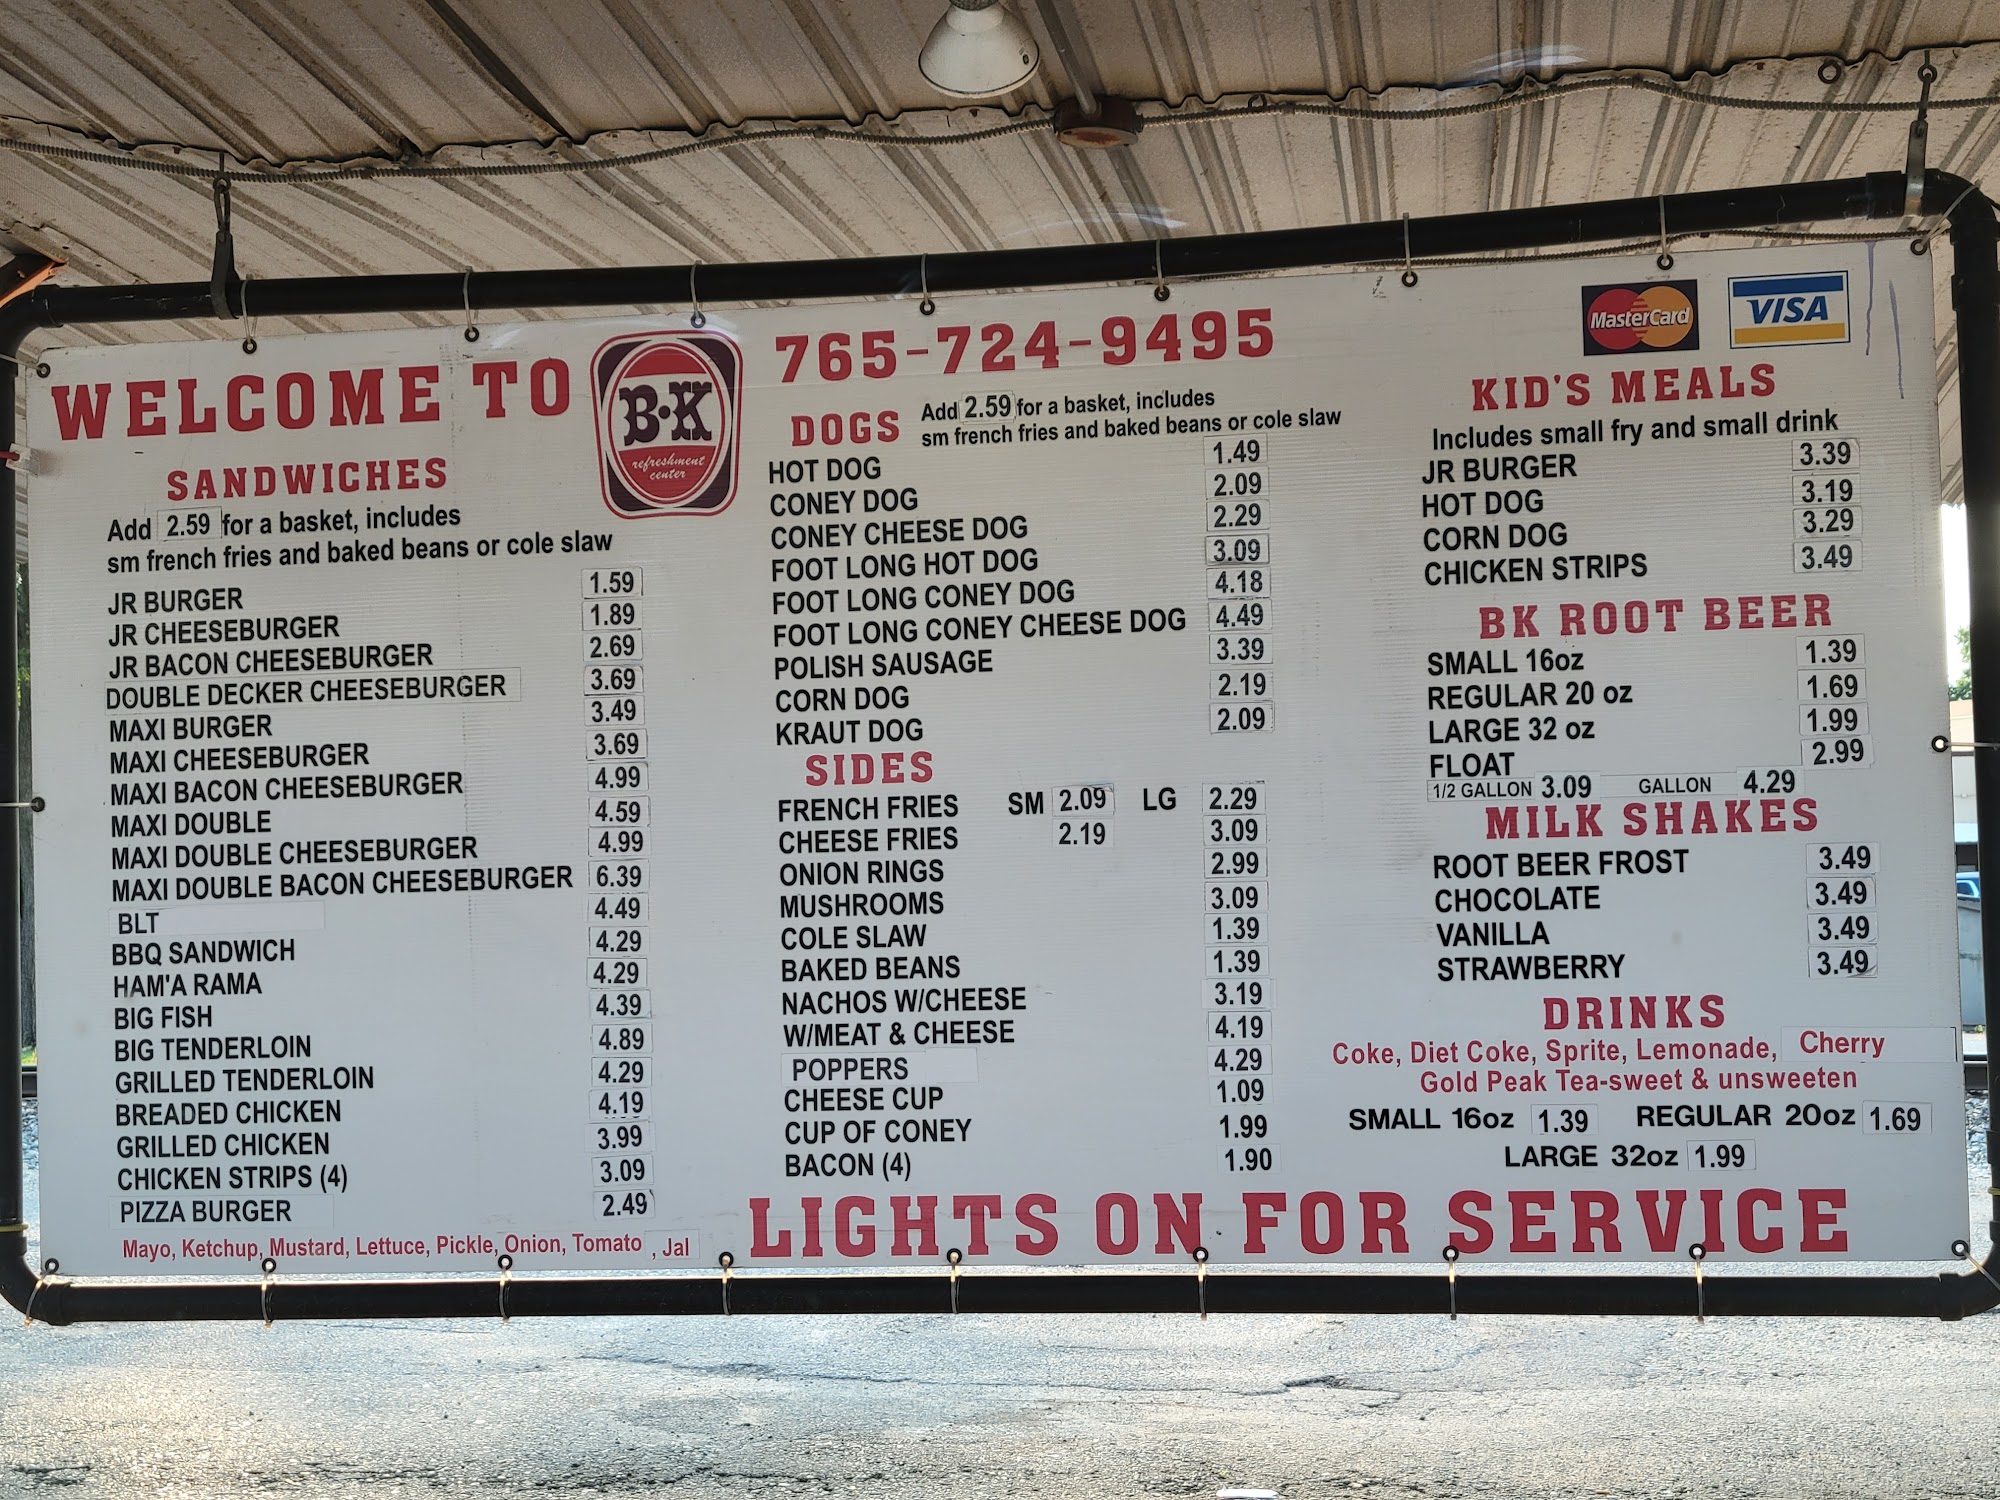 WELCOME TO
B·K
refreshment
center
765-724-9495
MasterCard
VISA
SANDWICHES
Add 2.59 for a basket, includes
sm french fries and baked beans or cole slaw
JR BURGER 1.59
JR CHEESEBURGER 1.89
JR BACON CHEESEBURGER 2.69
DOUBLE DECKER CHEESEBURGER 3.69
MAXI BURGER 3.49
MAXI CHEESEBURGER 3.69
MAXI BACON CHEESEBURGER 4.99
MAXI DOUBLE 4.59
MAXI DOUBLE CHEESEBURGER 4.99
MAXI DOUBLE BACON CHEESEBURGER 6.39
BLT 4.49
BBQ SANDWICH 4.29
HAM'A RAMA 4.29
BIG FISH 4.39
BIG TENDERLOIN 4.89
GRILLED TENDERLOIN 4.29
BREADED CHICKEN 4.19
GRILLED CHICKEN 3.99
CHICKEN STRIPS (4) 3.09
PIZZA BURGER 2.49
Mayo, Ketchup, Mustard, Lettuce, Pickle, Onion, Tomato , Jal
DOGS
Add 2.59 for a basket, includes
sm french fries and baked beans or cole slaw
HOT DOG 1.49
CONEY DOG 2.09
CONEY CHEESE DOG 2.29
FOOT LONG HOT DOG 3.09
FOOT LONG CONEY DOG 4.18
FOOT LONG CONEY CHEESE DOG 4.49
POLISH SAUSAGE 3.39
CORN DOG 2.19
KRAUT DOG 2.09
SIDES
FRENCH FRIES SM 2.09 LG 2.29
CHEESE FRIES 2.19 3.09
ONION RINGS 2.99
MUSHROOMS 3.09
COLE SLAW 1.39
BAKED BEANS 1.39
NACHOS W/CHEESE 3.19
W/MEAT & CHEESE 4.19
POPPERS 4.29
CHEESE CUP 1.09
CUP OF CONEY 1.99
BACON (4) 1.90
KID'S MEALS
Includes small fry and small drink
JR BURGER 3.39
HOT DOG 3.19
CORN DOG 3.29
CHICKEN STRIPS 3.49
BK ROOT BEER
SMALL 16oz 1.39
REGULAR 20 oz 1.69
LARGE 32 oz 1.99
FLOAT 2.99
1/2 GALLON 3.09 GALLON 4.29
MILK SHAKES
ROOT BEER FROST 3.49
CHOCOLATE 3.49
VANILLA 3.49
STRAWBERRY 3.49
DRINKS
Coke, Diet Coke, Sprite, Lemonade, Cherry
Gold Peak Tea-sweet & unsweeten
SMALL 16oz 1.39 REGULAR 20oz 1.69
LARGE 32oz 1.99
LIGHTS ON FOR SERVICE